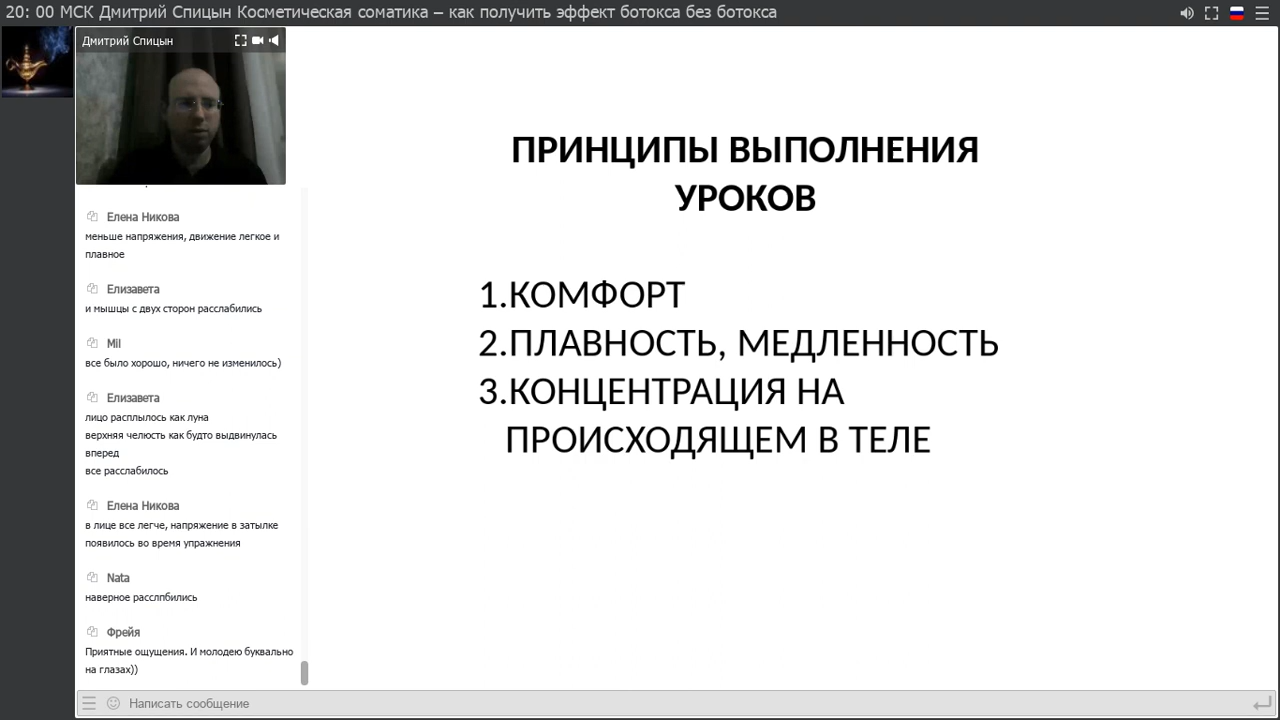 20: 00 МСК Дмитрий Спицын Косметическая соматика – как получить эффект ботокса без ботокса
Дмитрий Спицын
Елена Никова
меньше напряжения, движение легкое и
плавное
Елизавета
и мышцы с двух сторон расслабились
Mil
все было хорошо, ничего не изменилось)
Елизавета
лицо расплылось как луна
верхняя челюсть как будто выдвинулась
вперед
все расслабилось
Елена Никова
в лице все легче, напряжение в затылке
появилось во время упражнения
Nata
наверное расслпбились
Фрейя
Приятные ощущения. И молодею буквально
на глазах))
Написать сообщение
ПРИНЦИПЫ ВЫПОЛНЕНИЯ
УРОКОВ
1.КОМФОРТ
2.ПЛАВНОСТЬ, МЕДЛЕННОСТЬ
3.КОНЦЕНТРАЦИЯ НА
ПРОИСХОДЯЩЕМ В ТЕЛЕ